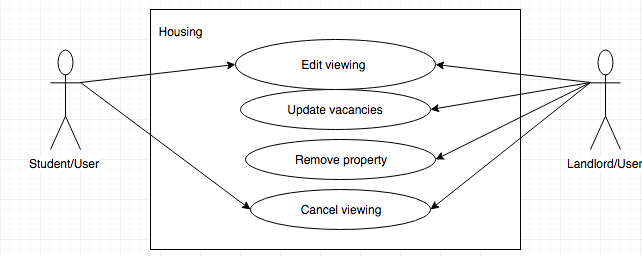 Housing
Edit viewing
Update vacancies
Remove property
Cancel viewing
Student/User
Landlord/User